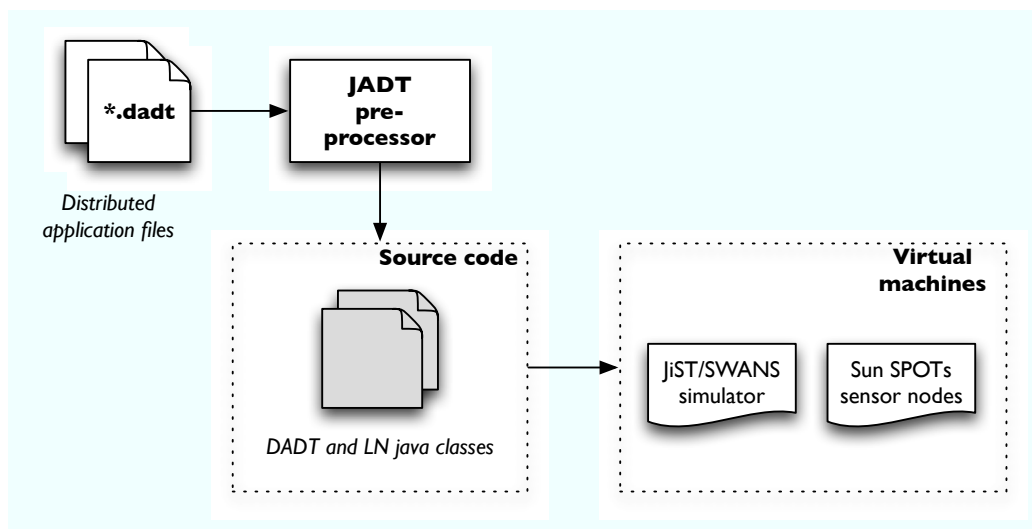 *.dadt
JADT
pre-
processor
Distributed
application files
Source code
DADT and LN java classes
Virtual
machines
JiST/SWANS
simulator
Sun SPOTs
sensor nodes